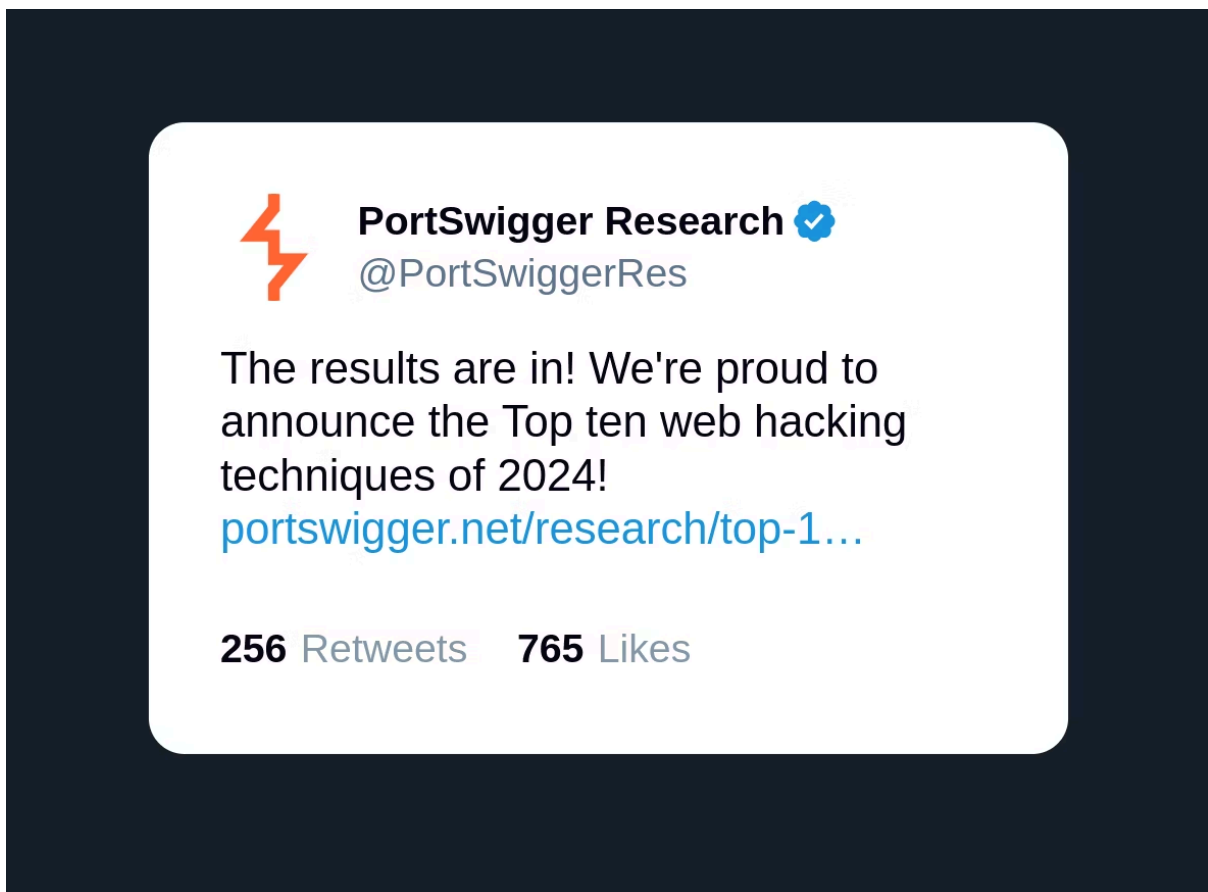 PortSwigger Research
@PortSwiggerRes
The results are in! We're proud to
announce the Top ten web hacking
techniques of 2024!
portswigger.net/research/top-1…
256 Retweets 765 Likes